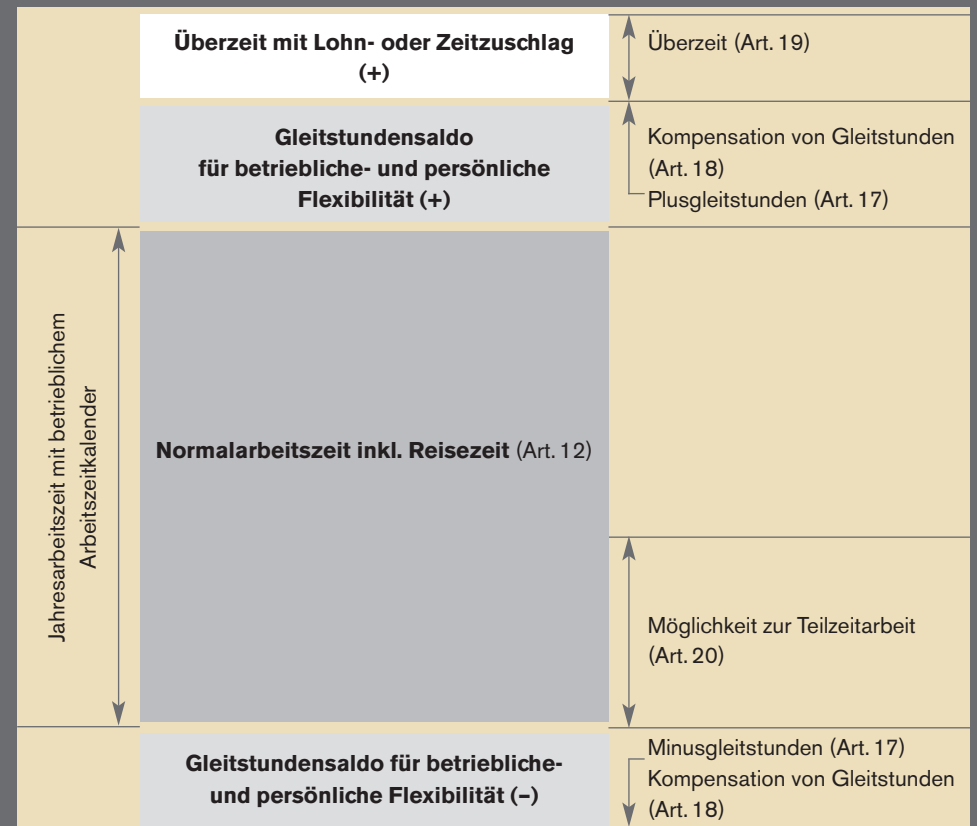 Überzeit mit Lohn- oder Zeitzuschlag
(+)
Überzeit (Art. 19)
Gleitstundensaldo
für betriebliche- und persönliche
Flexibilität (+)
Kompensation von Gleitstunden
(Art. 18)
Plusgleitstunden (Art. 17)
Jahresarbeitszeit mit betrieblichem
Arbeitszeitkalender
Normalarbeitszeit inkl. Reisezeit (Art. 12)
Möglichkeit zur Teilzeitarbeit
(Art. 20)
Gleitstundensaldo für betriebliche-
und persönliche Flexibilität (–)
Minusgleitstunden (Art. 17)
Kompensation von Gleitstunden
(Art. 18)